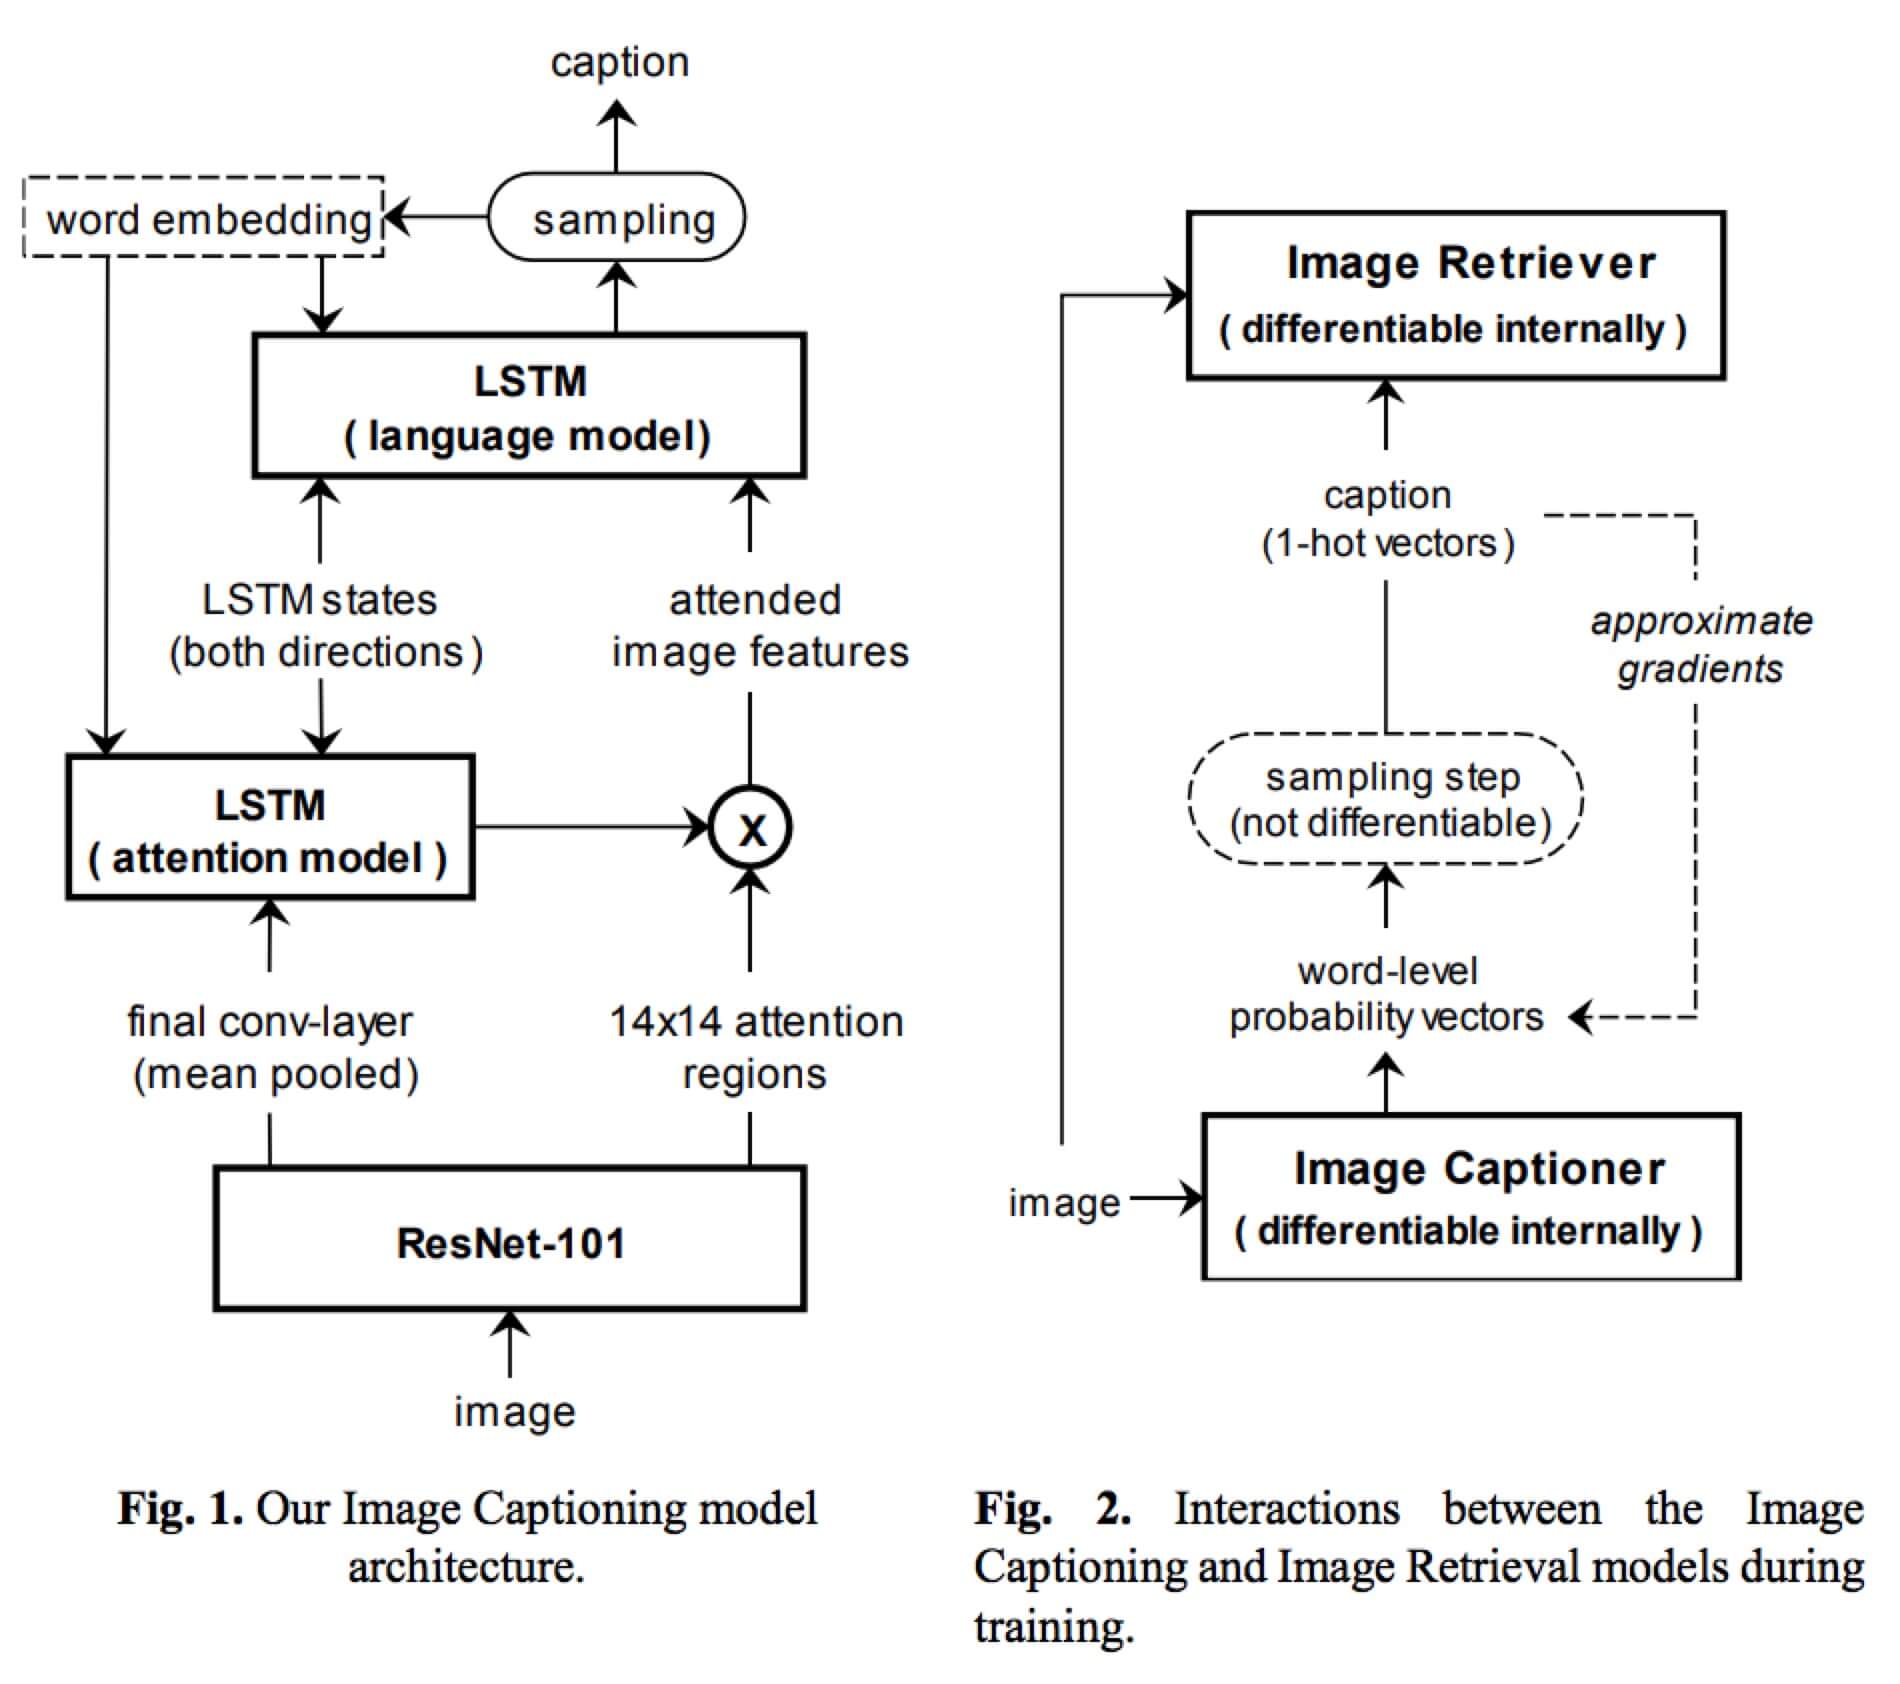 caption
word embedding
sampling
LSTM
( language model)
LSTM states
(both directions)
attended
image features
LSTM
( attention model )
X
final conv-layer
(mean pooled)
14x14 attention
regions
ResNet-101
image
Fig. 1. Our Image Captioning model
architecture.
Image Retriever
( differentiable internally )
caption
(1-hot vectors)
approximate
gradients
sampling step
(not differentiable)
word-level
probability vectors
image
Image Captioner
( differentiable internally )
Fig. 2. Interactions between the Image
Captioning and Image Retrieval models during
training.